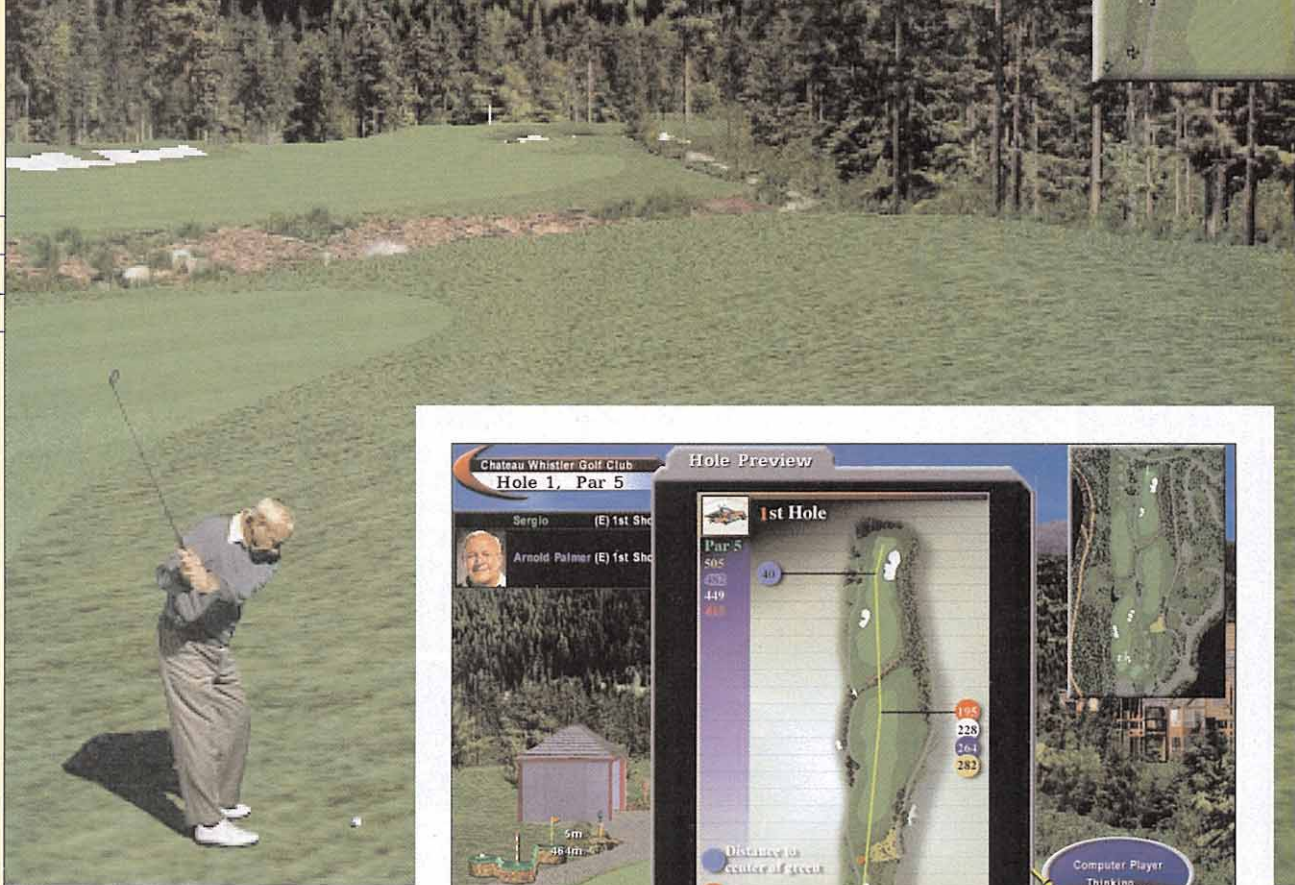 Chateau Whistler Golf Club
Hole 1, Par 5
Sergio (E) 1st Sho
Arnold Palmer (E) 1st Sho
Hole Preview
1st Hole
Par 5
505
449
40
195
228
264
282
Distance to
center of green
5m
464m
Computer Player
Thinking